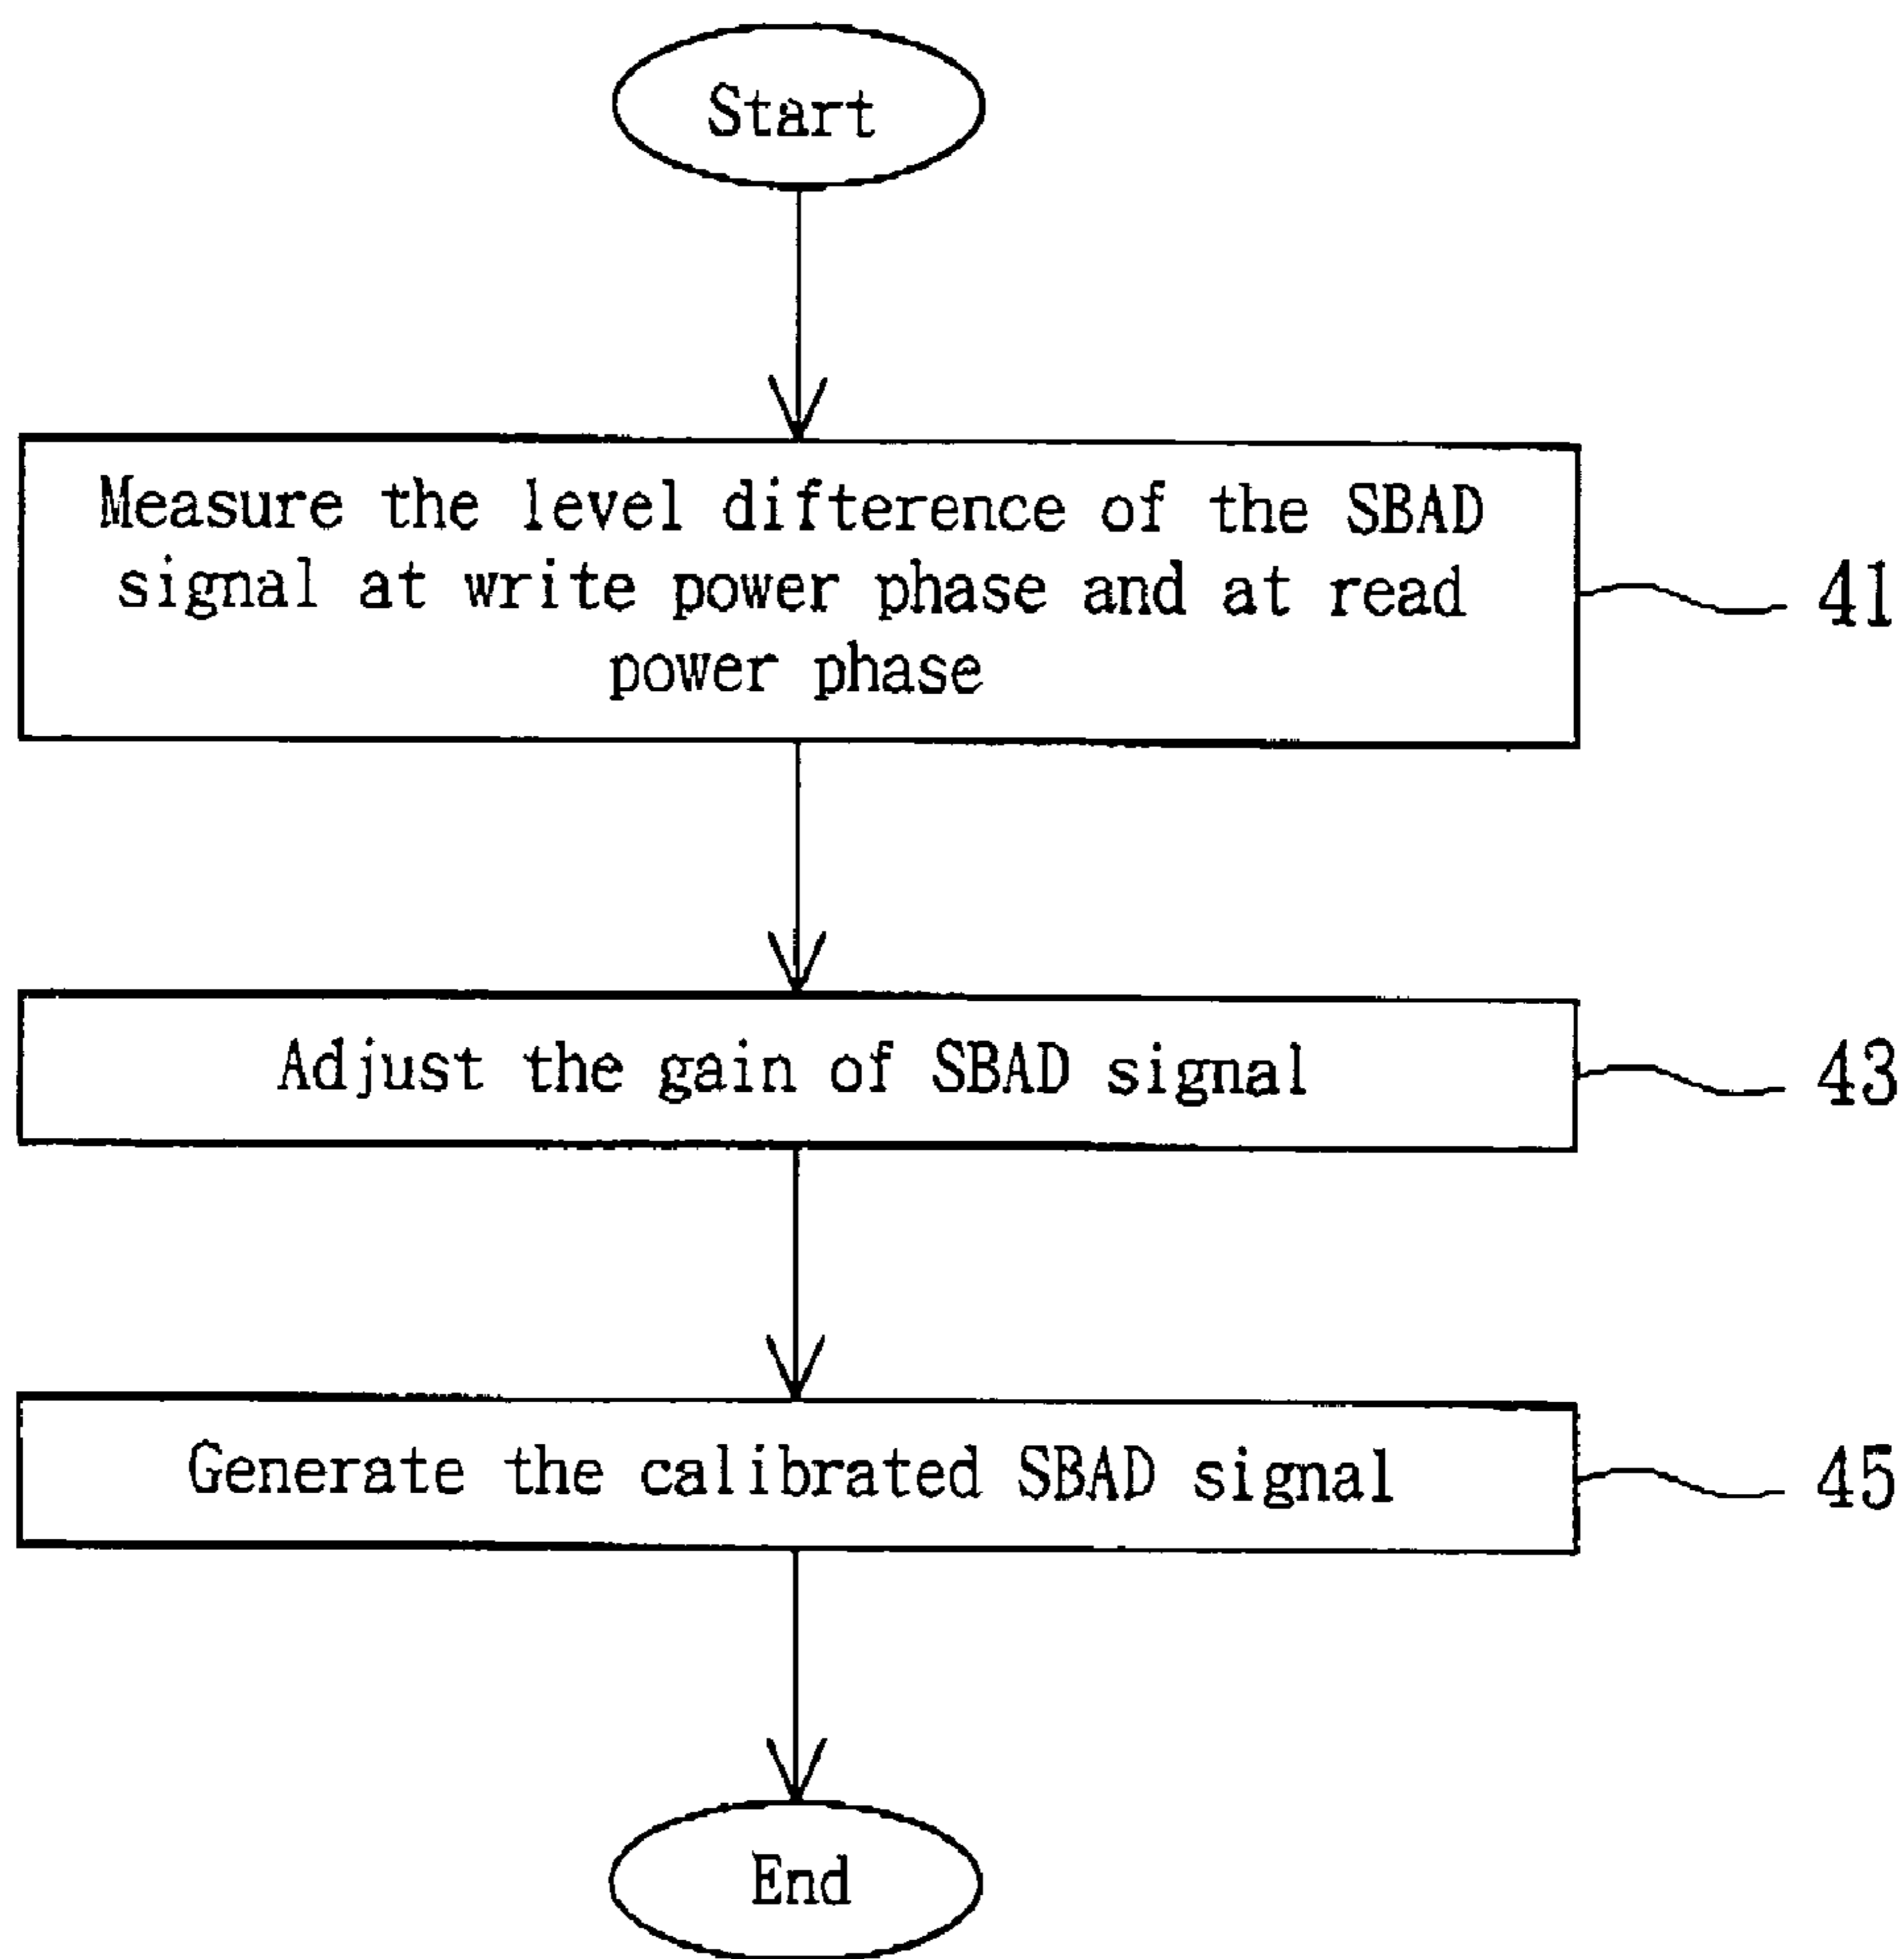 Start
Measure the level difterence of the SBAD
signal at write power phase and at read
power phase
41
Adjust the gain of SBAD signal
43
Generate the calibrated SBAD signal
45
End